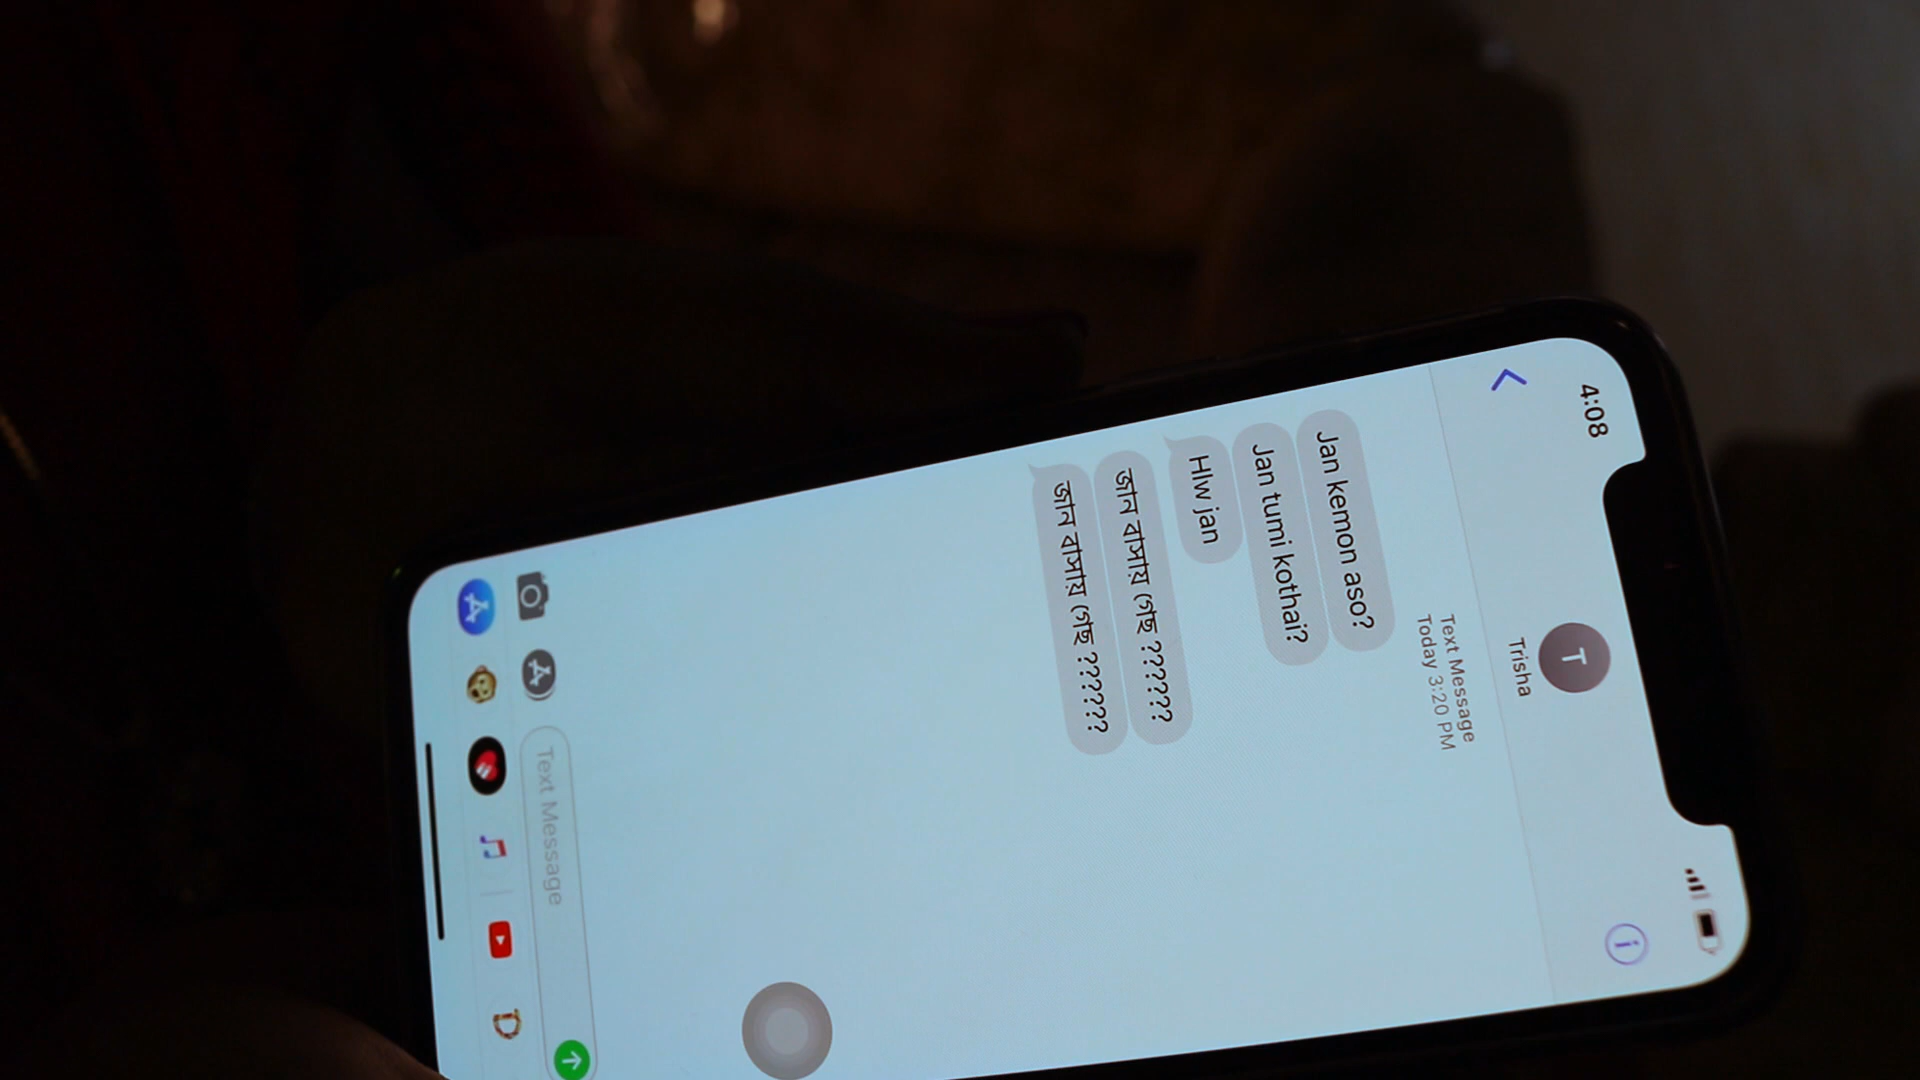 4:08
T
Trisha
Text Message
Today 3:20 PM
Jan kemon aso?
Jan tumi kothai?
Hlw jan
জান বাসায় গেছ ??????
জান বাসায় গেছ ??????
Text Message